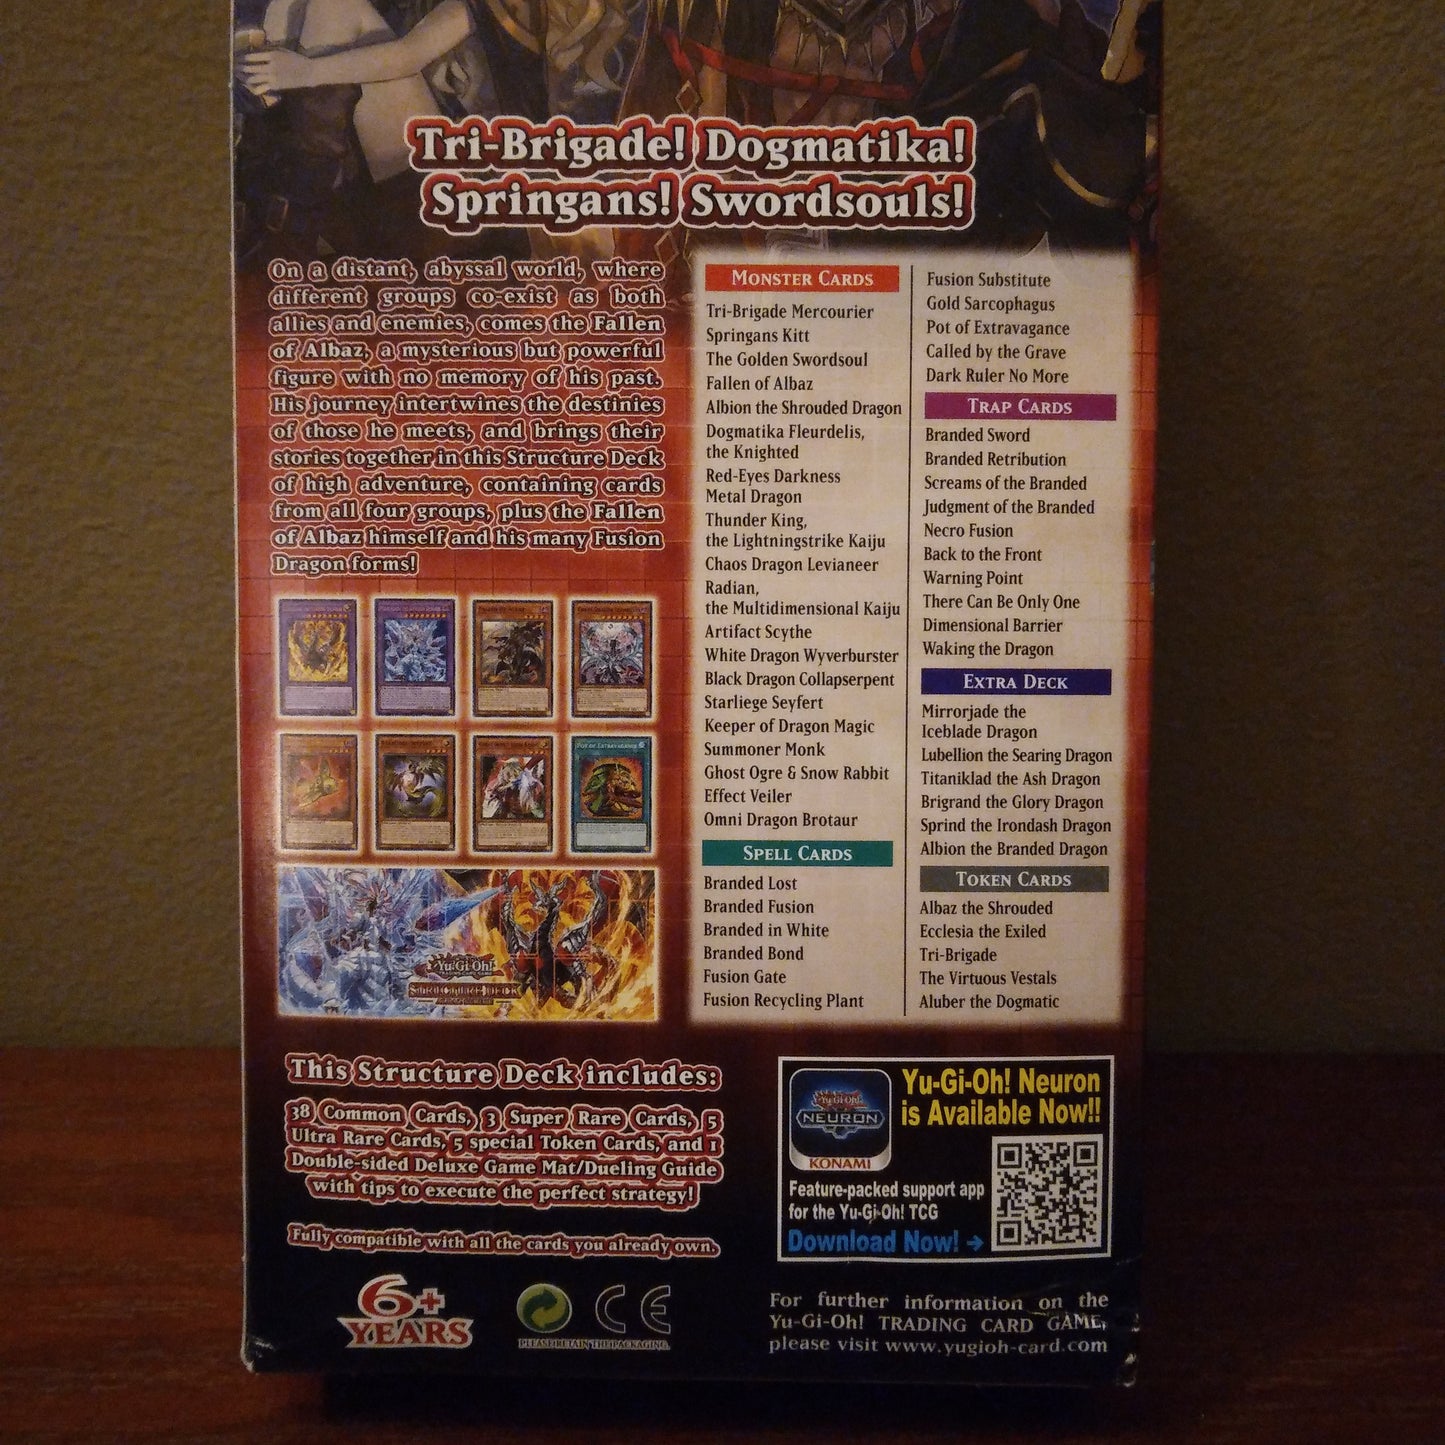 Tri-Brigade! Dogmatika!
Springans! Swordsouls!
On a distant, abyssal world, where
different groups co-exist as both
allies and enemies, comes the Fallen
of Albaz, a mysterious but powerful
figure with no memory of his past.
His journey intertwines the destinies
of those he meets, and brings their
stories together in this Structure Deck
of high adventure, containing cards
from all four groups, plus the Fallen
of Albaz himself and his many Fusion
Dragon forms!
POT OF EXTRAVAGANCE
Yu-Gi-Oh!
STRUCTURE DECK
MONSTER CARDS
Tri-Brigade Mercourier
Springans Kitt
The Golden Swordsoul
Fallen of Albaz
Albion the Shrouded Dragon
Dogmatika Fleurdelis,
the Knighted
Red-Eyes Darkness
Metal Dragon
Thunder King,
the Lightningstrike Kaiju
Chaos Dragon Levianeer
Radian,
the Multidimensional Kaiju
Artifact Scythe
White Dragon Wyverburster
Black Dragon Collapserpent
Starliege Seyfert
Keeper of Dragon Magic
Summoner Monk
Ghost Ogre & Snow Rabbit
Effect Veiler
Omni Dragon Brotaur
SPELL CARDS
Branded Lost
Branded Fusion
Branded in White
Branded Bond
Fusion Gate
Fusion Recycling Plant
Fusion Substitute
Gold Sarcophagus
Pot of Extravagance
Called by the Grave
Dark Ruler No More
TRAP CARDS
Branded Sword
Branded Retribution
Screams of the Branded
Judgment of the Branded
Necro Fusion
Back to the Front
Warning Point
There Can Be Only One
Dimensional Barrier
Waking the Dragon
EXTRA DECK
Mirrorjade the
Iceblade Dragon
Lubellion the Searing Dragon
Titaniklad the Ash Dragon
Brigrand the Glory Dragon
Sprind the Irondash Dragon
Albion the Branded Dragon
TOKEN CARDS
Albaz the Shrouded
Ecclesia the Exiled
Tri-Brigade
The Virtuous Vestals
Aluber the Dogmatic
This Structure Deck includes:
38 Common Cards, 3 Super Rare Cards, 5
Ultra Rare Cards, 5 special Token Cards, and 1
Double-sided Deluxe Game Mat/Dueling Guide
with tips to execute the perfect strategy!
Fully compatible with all the cards you already own.
6+
YEARS
CE
PLEASE RETAIN THE PACKAGING.
Yu-Gi-Oh!
NEURON
KONAMI
Yu-Gi-Oh! Neuron
is Available Now!!
Feature-packed support app
for the Yu-Gi-Oh! TCG
Download Now! →
For further information on the
Yu-Gi-Oh! TRADING CARD GAME,
please visit www.yugioh-card.com